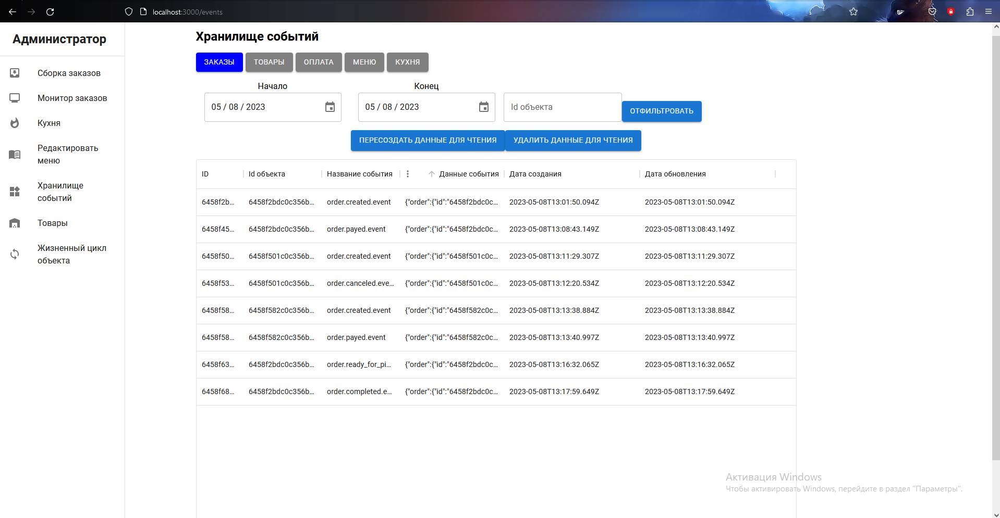 localhost:3000/events
Администратор
Сборка заказов
Монитор заказов
Кухня
Редактировать
меню
Хранилище
событий
Товары
Жизненный цикл
объекта
Хранилище событий
ЗАКАЗЫ ТОВАРЫ ОПЛАТА МЕНЮ КУХНЯ
Начало Конец
05 / 08 / 2023 05 / 08 / 2023 Id объекта ОТФИЛЬТРОВАТЬ
ПЕРЕСОЗДАТЬ ДАННЫЕ ДЛЯ ЧТЕНИЯ УДАЛИТЬ ДАННЫЕ ДЛЯ ЧТЕНИЯ
ID Id объекта Название события Данные события Дата создания Дата обновления
6458f2b... 6458f2bdc0c356b... order.created.event {"order":{"id":"6458f2bdc0c... 2023-05-08T13:01:50.094Z 2023-05-08T13:01:50.094Z
6458f45... 6458f2bdc0c356b... order.payed.event {"order":{"id":"6458f2bdc0c... 2023-05-08T13:08:43.149Z 2023-05-08T13:08:43.149Z
6458f50... 6458f501c0c356b... order.created.event {"order":{"id":"6458f501c0c... 2023-05-08T13:11:29.307Z 2023-05-08T13:11:29.307Z
6458f53... 6458f501c0c356b... order.canceled.eve... {"order":{"id":"6458f501c0c... 2023-05-08T13:12:20.534Z 2023-05-08T13:12:20.534Z
6458f58... 6458f582c0c356b... order.created.event {"order":{"id":"6458f582c0c... 2023-05-08T13:13:38.884Z 2023-05-08T13:13:38.884Z
6458f58... 6458f582c0c356b... order.payed.event {"order":{"id":"6458f582c0c... 2023-05-08T13:13:40.997Z 2023-05-08T13:13:40.997Z
6458f63... 6458f2bdc0c356b... order.ready_for_pi... {"order":{"id":"6458f2bdc0c... 2023-05-08T13:16:32.065Z 2023-05-08T13:16:32.065Z
6458f68... 6458f2bdc0c356b... order.completed.e... {"order":{"id":"6458f2bdc0c... 2023-05-08T13:17:59.649Z 2023-05-08T13:17:59.649Z
Активация Windows
Чтобы активировать Windows, перейдите в раздел "Параметры".